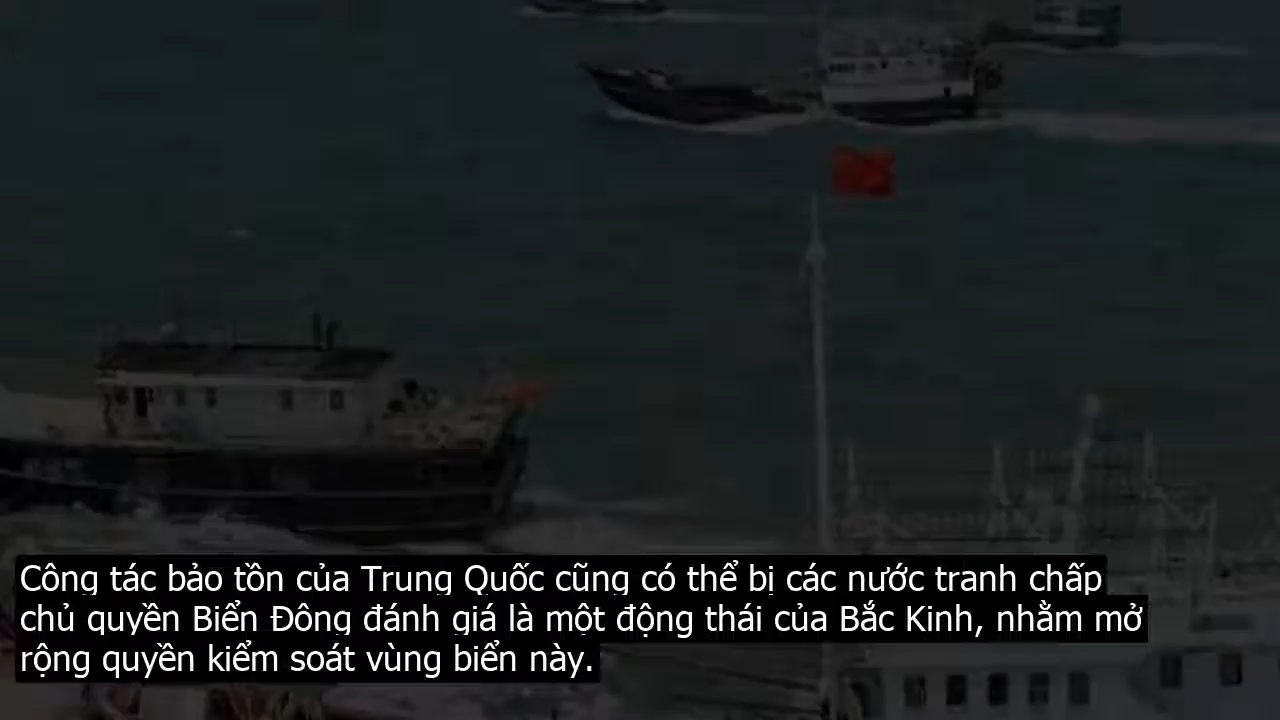 Công tác bảo tồn của Trung Quốc cũng có thể bị các nước tranh chấp
chủ quyền Biển Đông đánh giá là một động thái của Bắc Kinh, nhằm mở
rộng quyền kiểm soát vùng biển này.